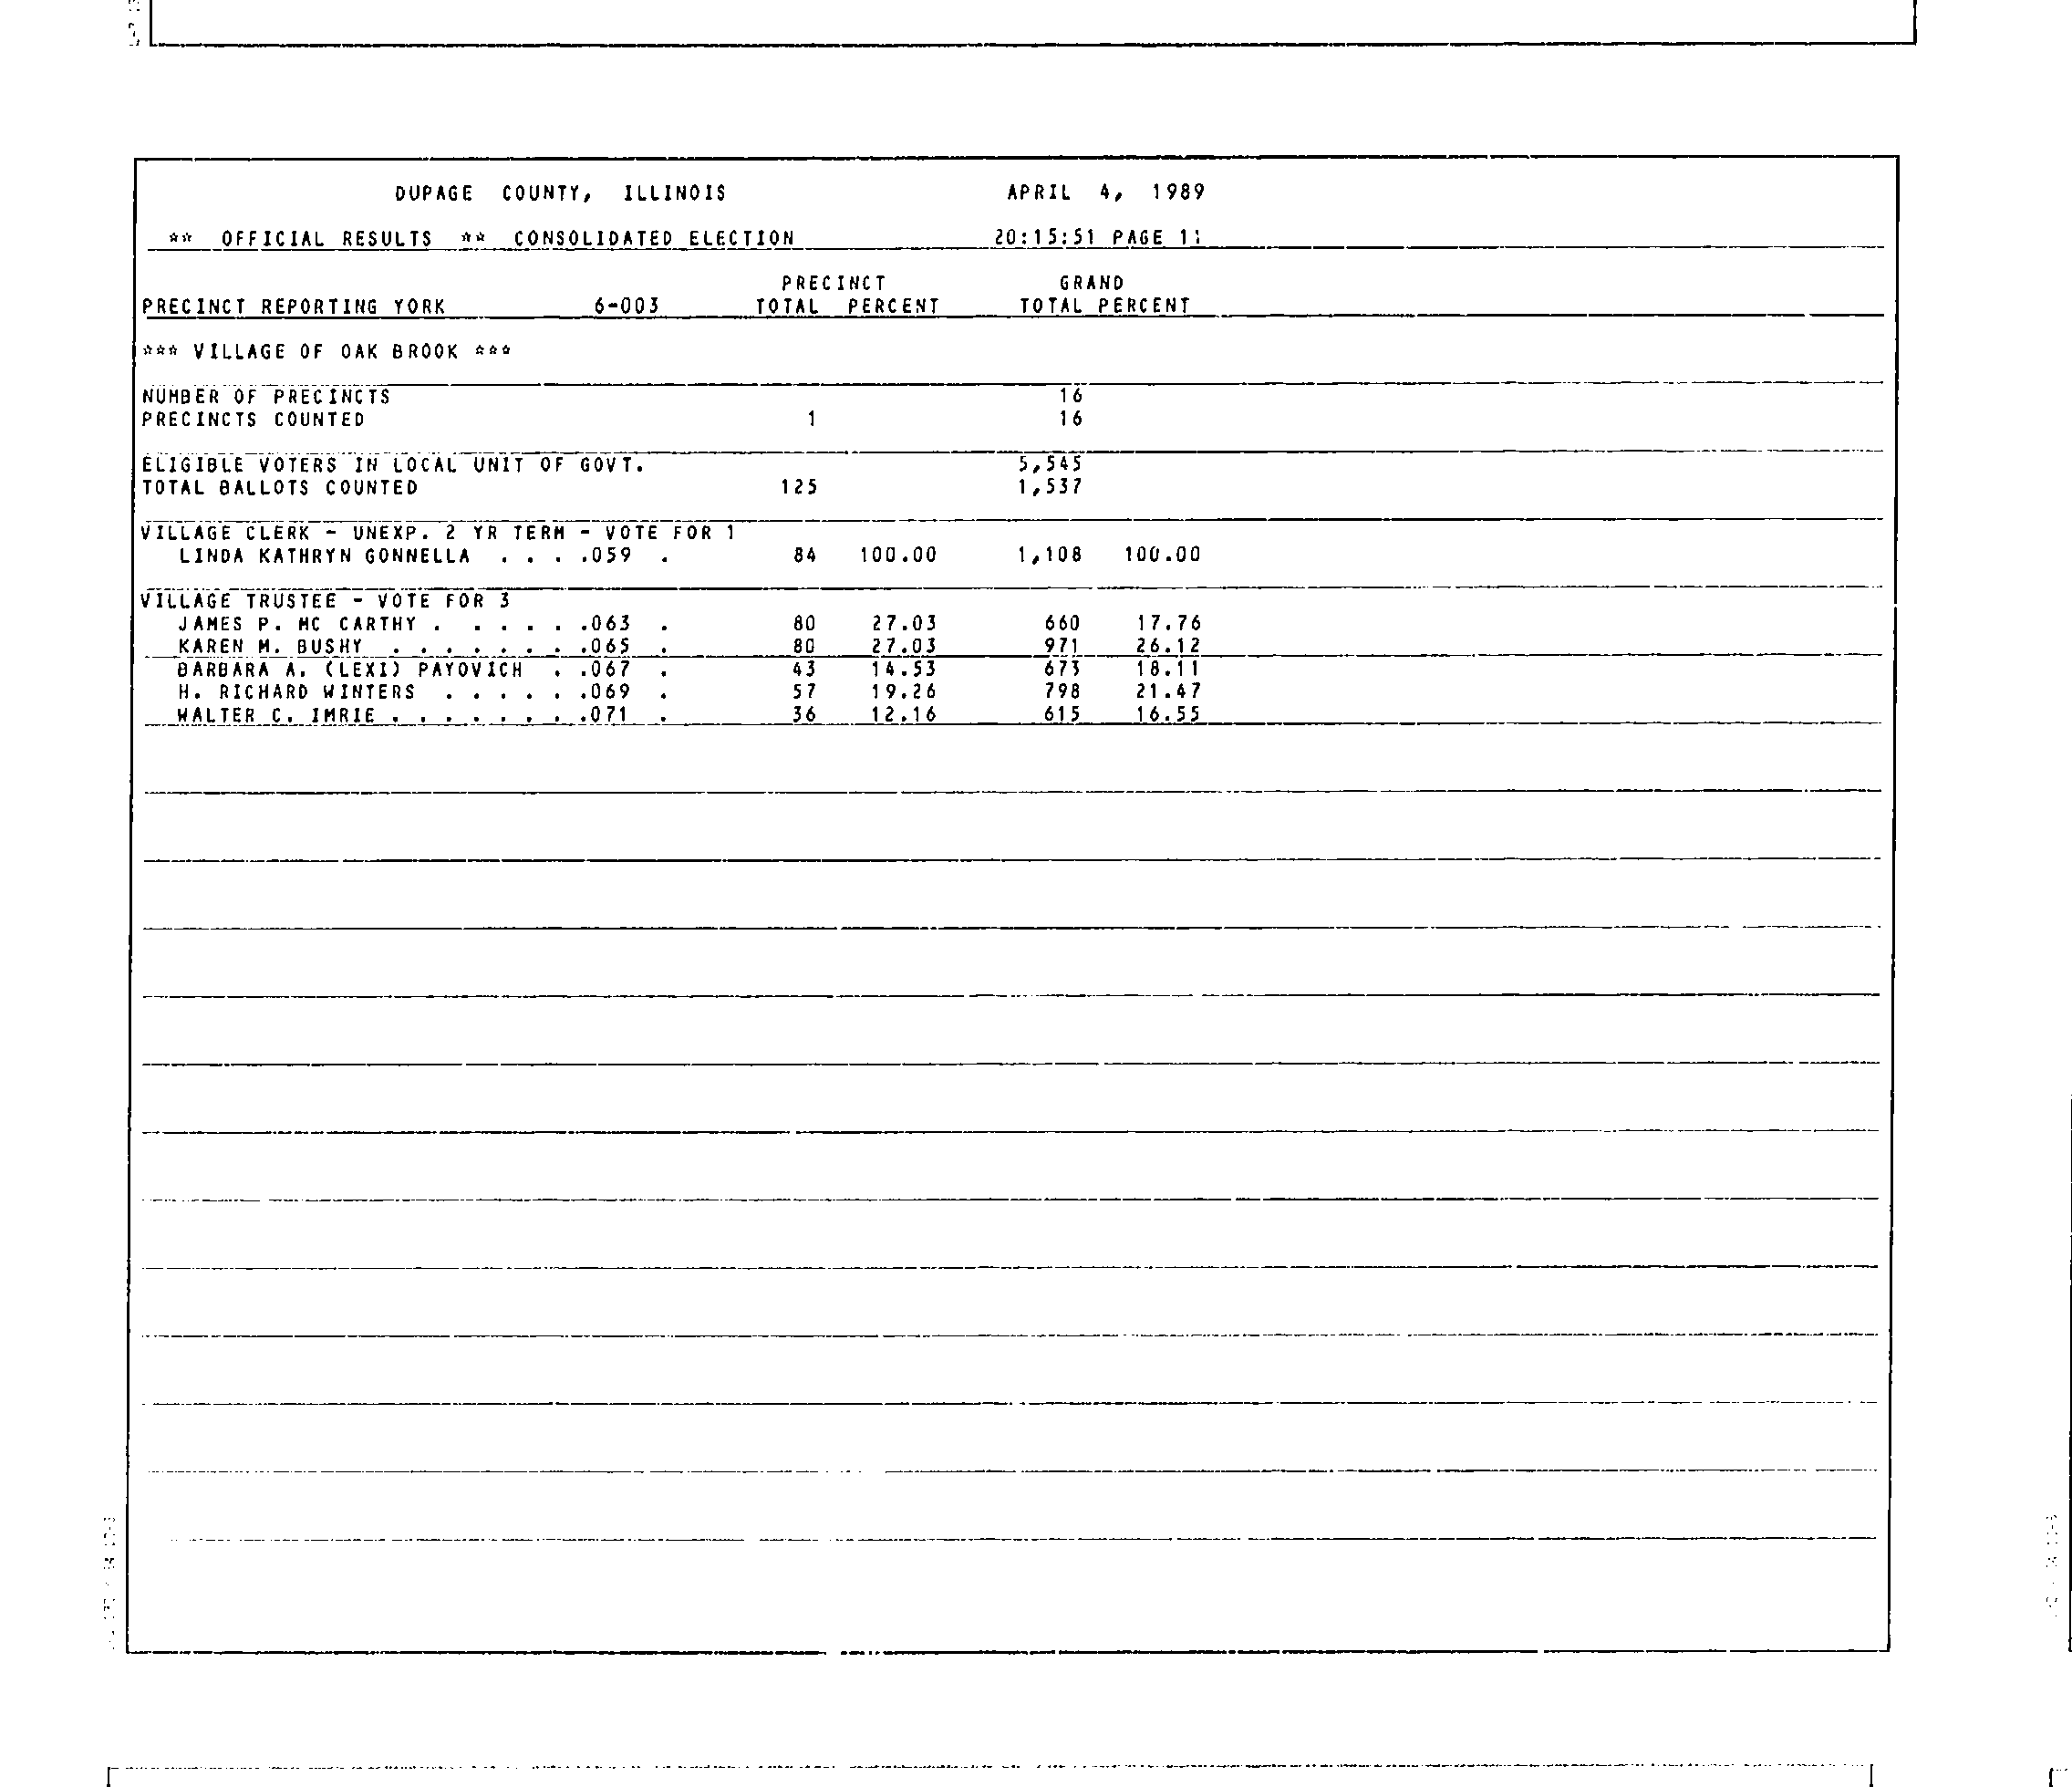 DUPAGE COUNTY, ILLINOIS APRIL 4, 1989
** OFFICIAL RESULTS ** CONSOLIDATED ELECTION 20:15:51 PAGE 11
PRECINCT GRAND
PRECINCT REPORTING YORK 6-003 TOTAL PERCENT TOTAL PERCENT
*** VILLAGE OF OAK BROOK ***
NUMBER OF PRECINCTS 16
PRECINCTS COUNTED 1 16
ELIGIBLE VOTERS IN LOCAL UNIT OF GOVT. 5,545
TOTAL BALLOTS COUNTED 125 1,537
VILLAGE CLERK - UNEXP. 2 YR TERM - VOTE FOR 1
LINDA KATHRYN GONNELLA . . . .059 . 84 100.00 1,108 100.00
VILLAGE TRUSTEE - VOTE FOR 3
JAMES P. MC CARTHY . . . . . .063 . 80 27.03 660 17.76
KAREN M. BUSHY . . . . . . . .065 . 80 27.03 971 26.12
BARBARA A. (LEXI) PAYOVICH . .067 . 43 14.53 673 18.11
H. RICHARD WINTERS . . . . . .069 . 57 19.26 798 21.47
WALTER C. IMRIE . . . . . . . .071 . 36 12.16 615 16.55